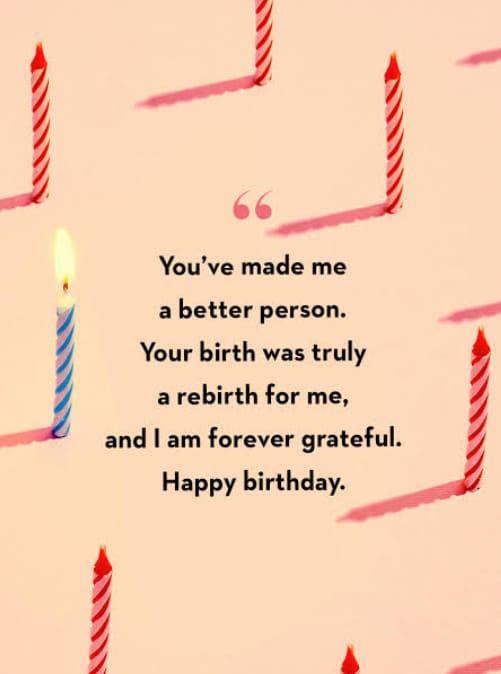 “
You’ve made me
a better person.
Your birth was truly
a rebirth for me,
and I am forever grateful.
Happy birthday.